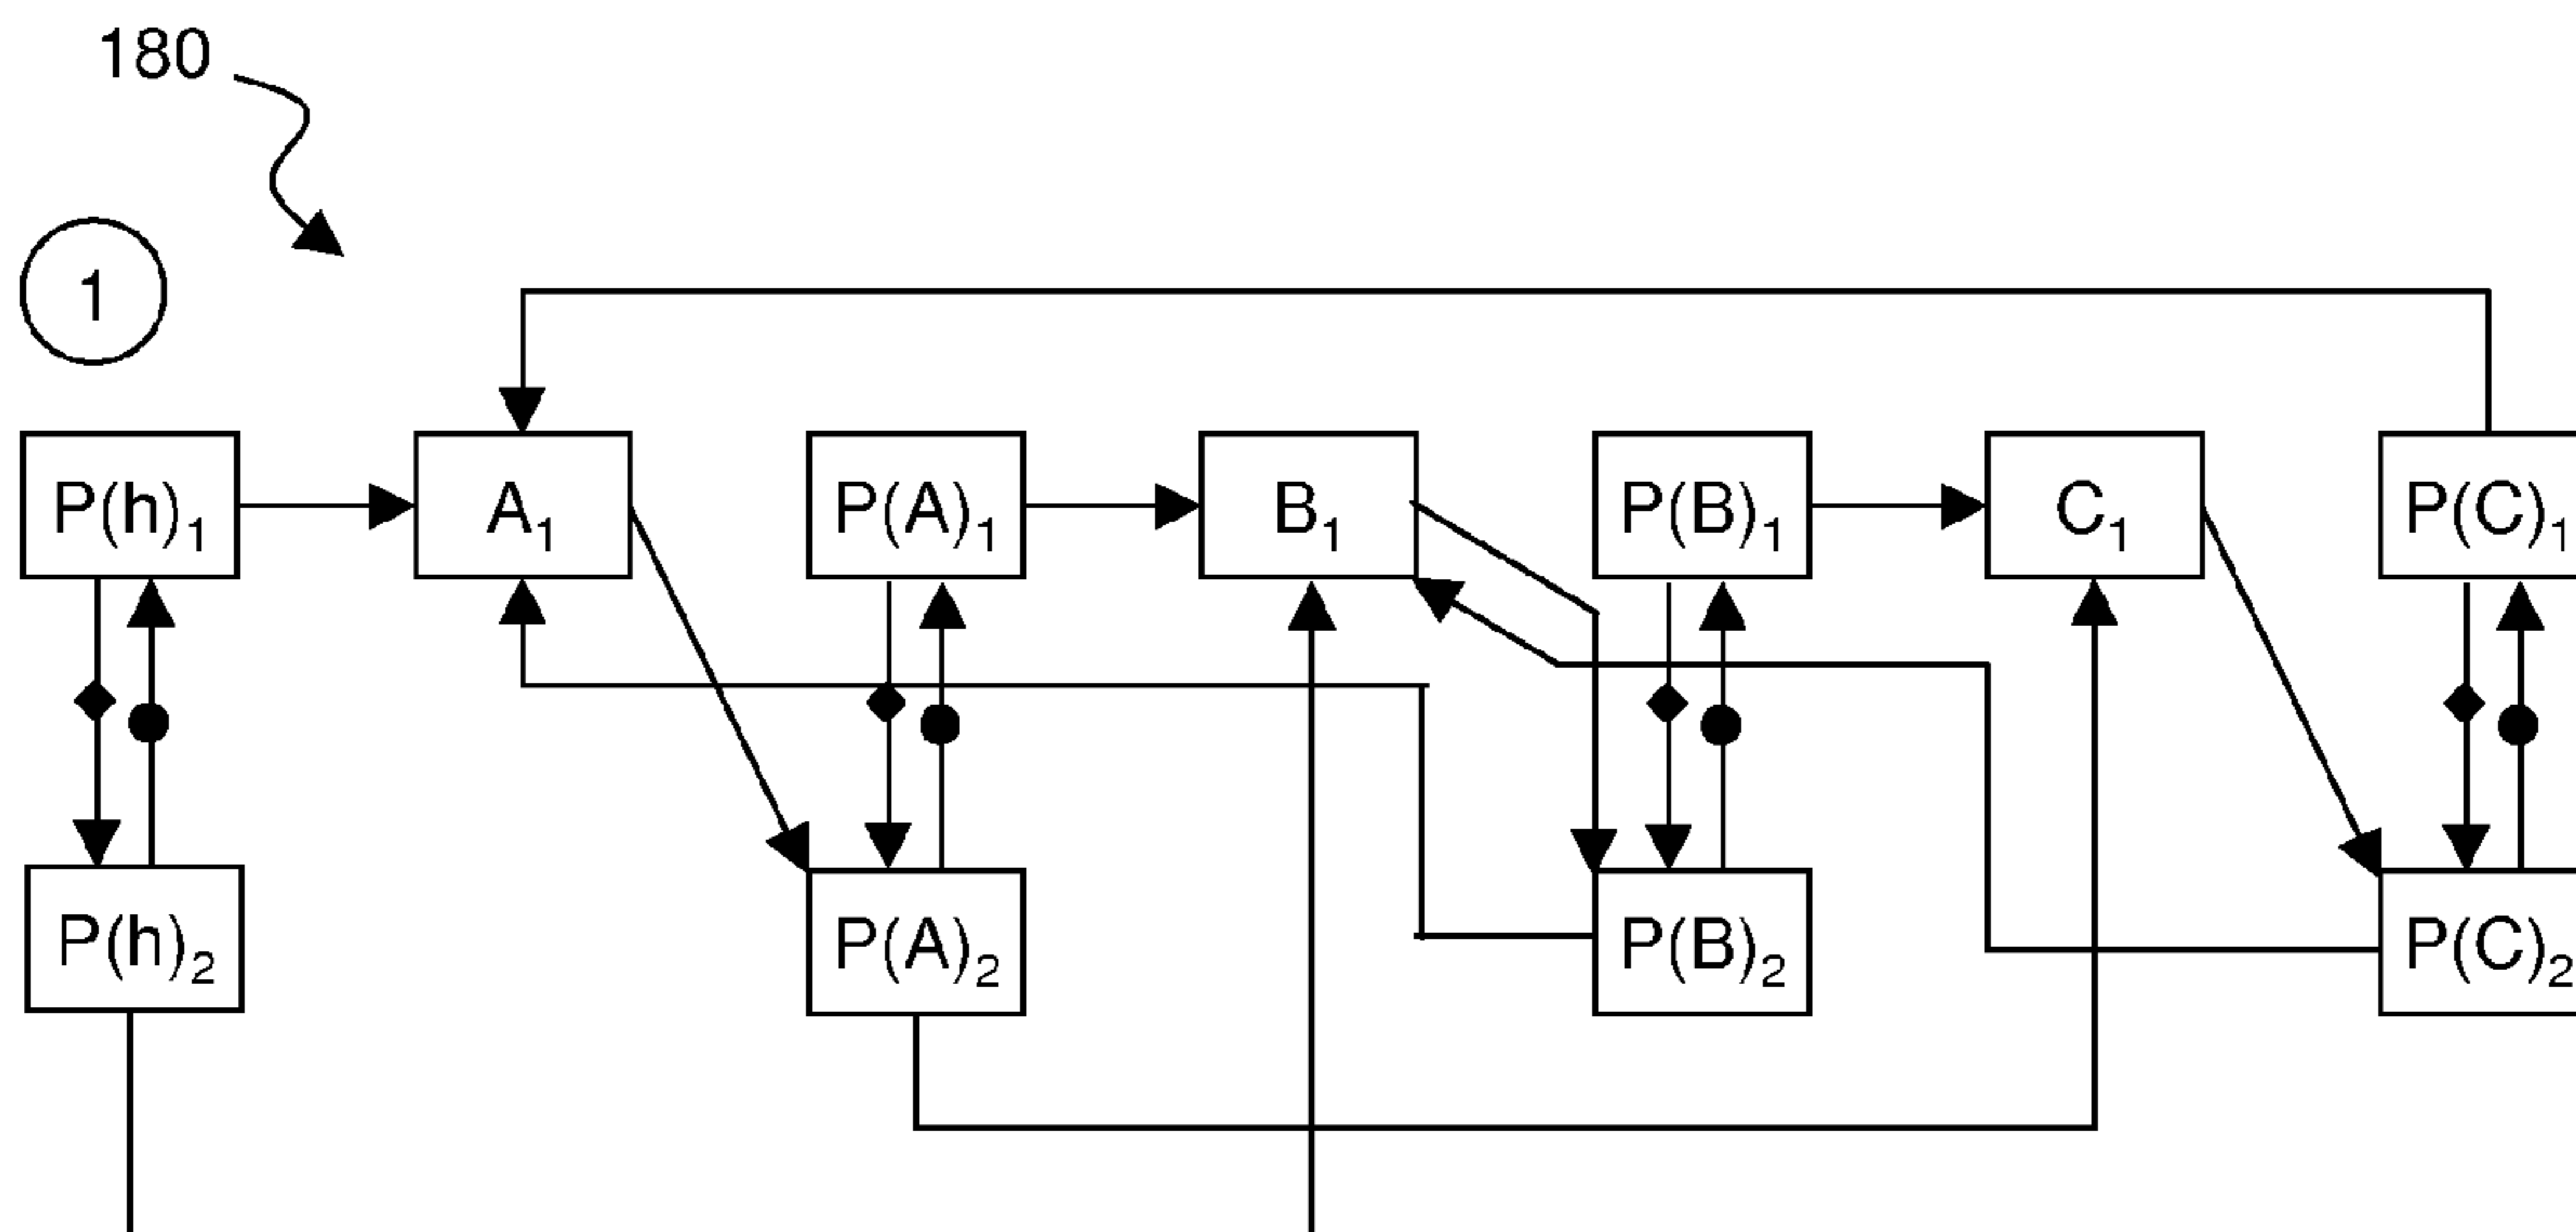 180
1
P(h)₁ A₁ P(A)₁ B₁ P(B)₁ C₁ P(C)₁
P(h)₂ P(A)₂ P(B)₂ P(C)₂